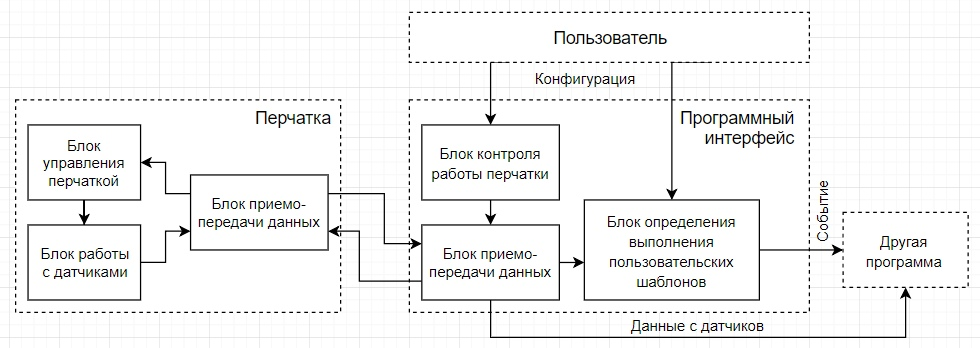 Пользователь
Конфигурация
Перчатка
Блок
управления
перчаткой
Блок приемо-
передачи данных
Блок работы
с датчиками
Программный
интерфейс
Блок контроля
работы перчатки
Блок приемо-
передачи данных
Блок определения
выполнения
пользовательских
шаблонов
Событие
Другая
программа
Данные с датчиков